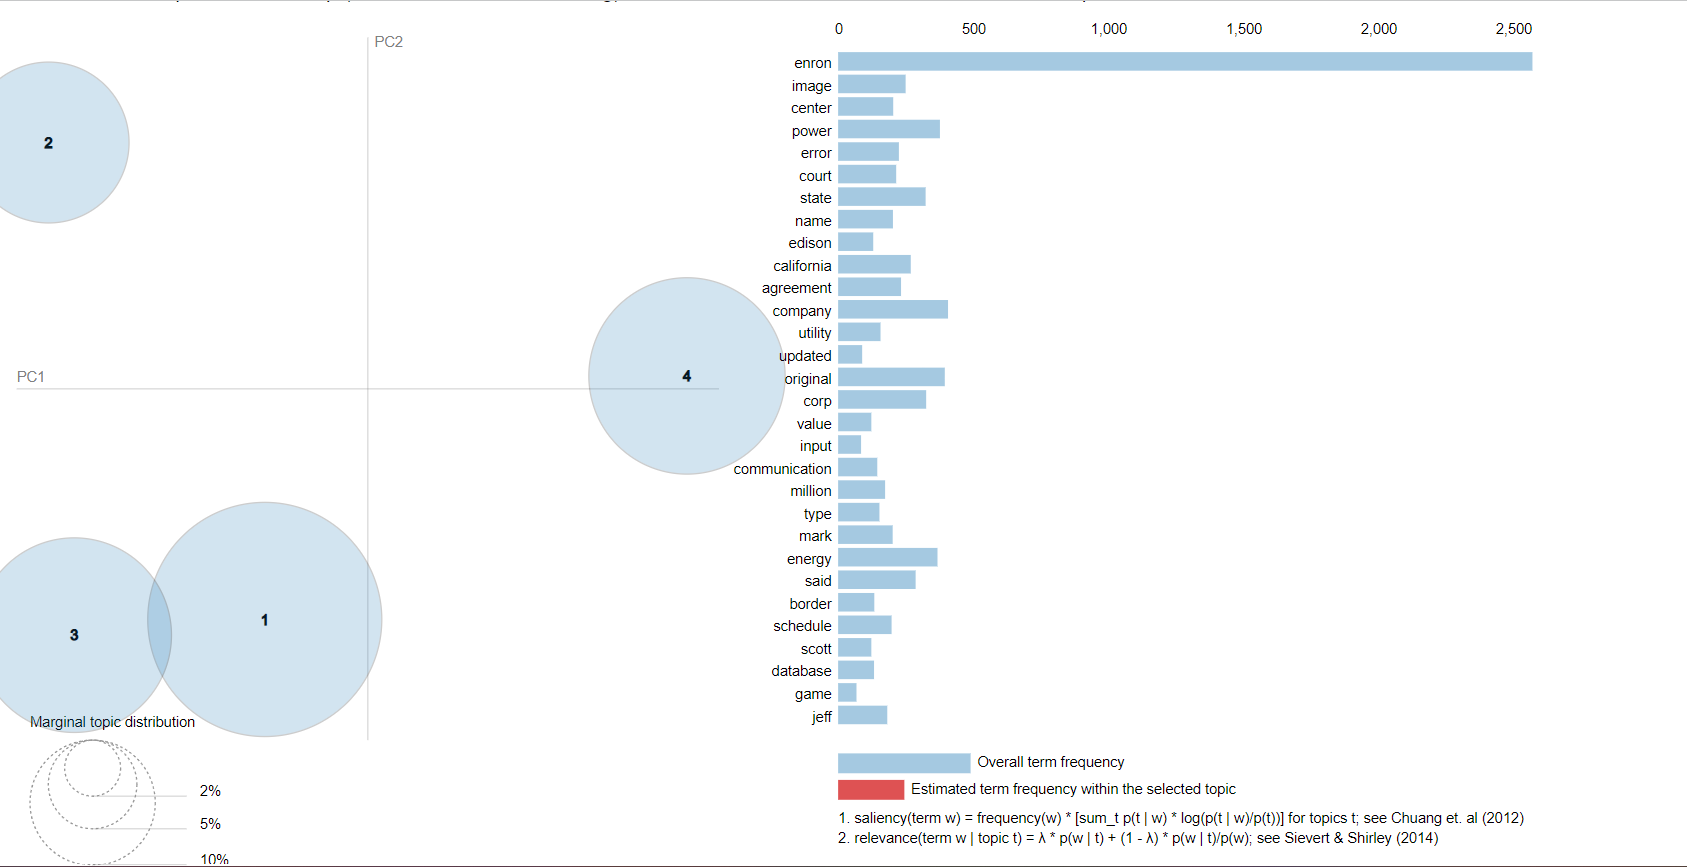 PC2
PC1
2
4
3
1
Marginal topic distribution
2%
5%
10%
0 500 1,000 1,500 2,000 2,500
enron
image
center
power
error
court
state
name
edison
california
agreement
company
utility
updated
original
corp
value
input
communication
million
type
mark
energy
said
border
schedule
scott
database
game
jeff
Overall term frequency
Estimated term frequency within the selected topic
1. saliency(term w) = frequency(w) * [sum_t p(t | w) * log(p(t | w)/p(t))] for topics t; see Chuang et. al (2012)
2. relevance(term w | topic t) = λ * p(w | t) + (1 - λ) * p(w | t)/p(w); see Sievert & Shirley (2014)